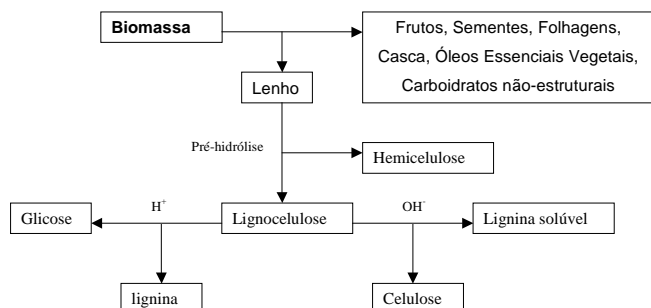 Biomassa
Frutos, Sementes, Folhagens,
Casca, Óleos Essenciais Vegetais,
Carboidratos não-estruturais
Lenho
Pré-hidrólise
Hemicelulose
Glicose
H+
Lignocelulose
OH-
Lignina solúvel
lignina
Celulose